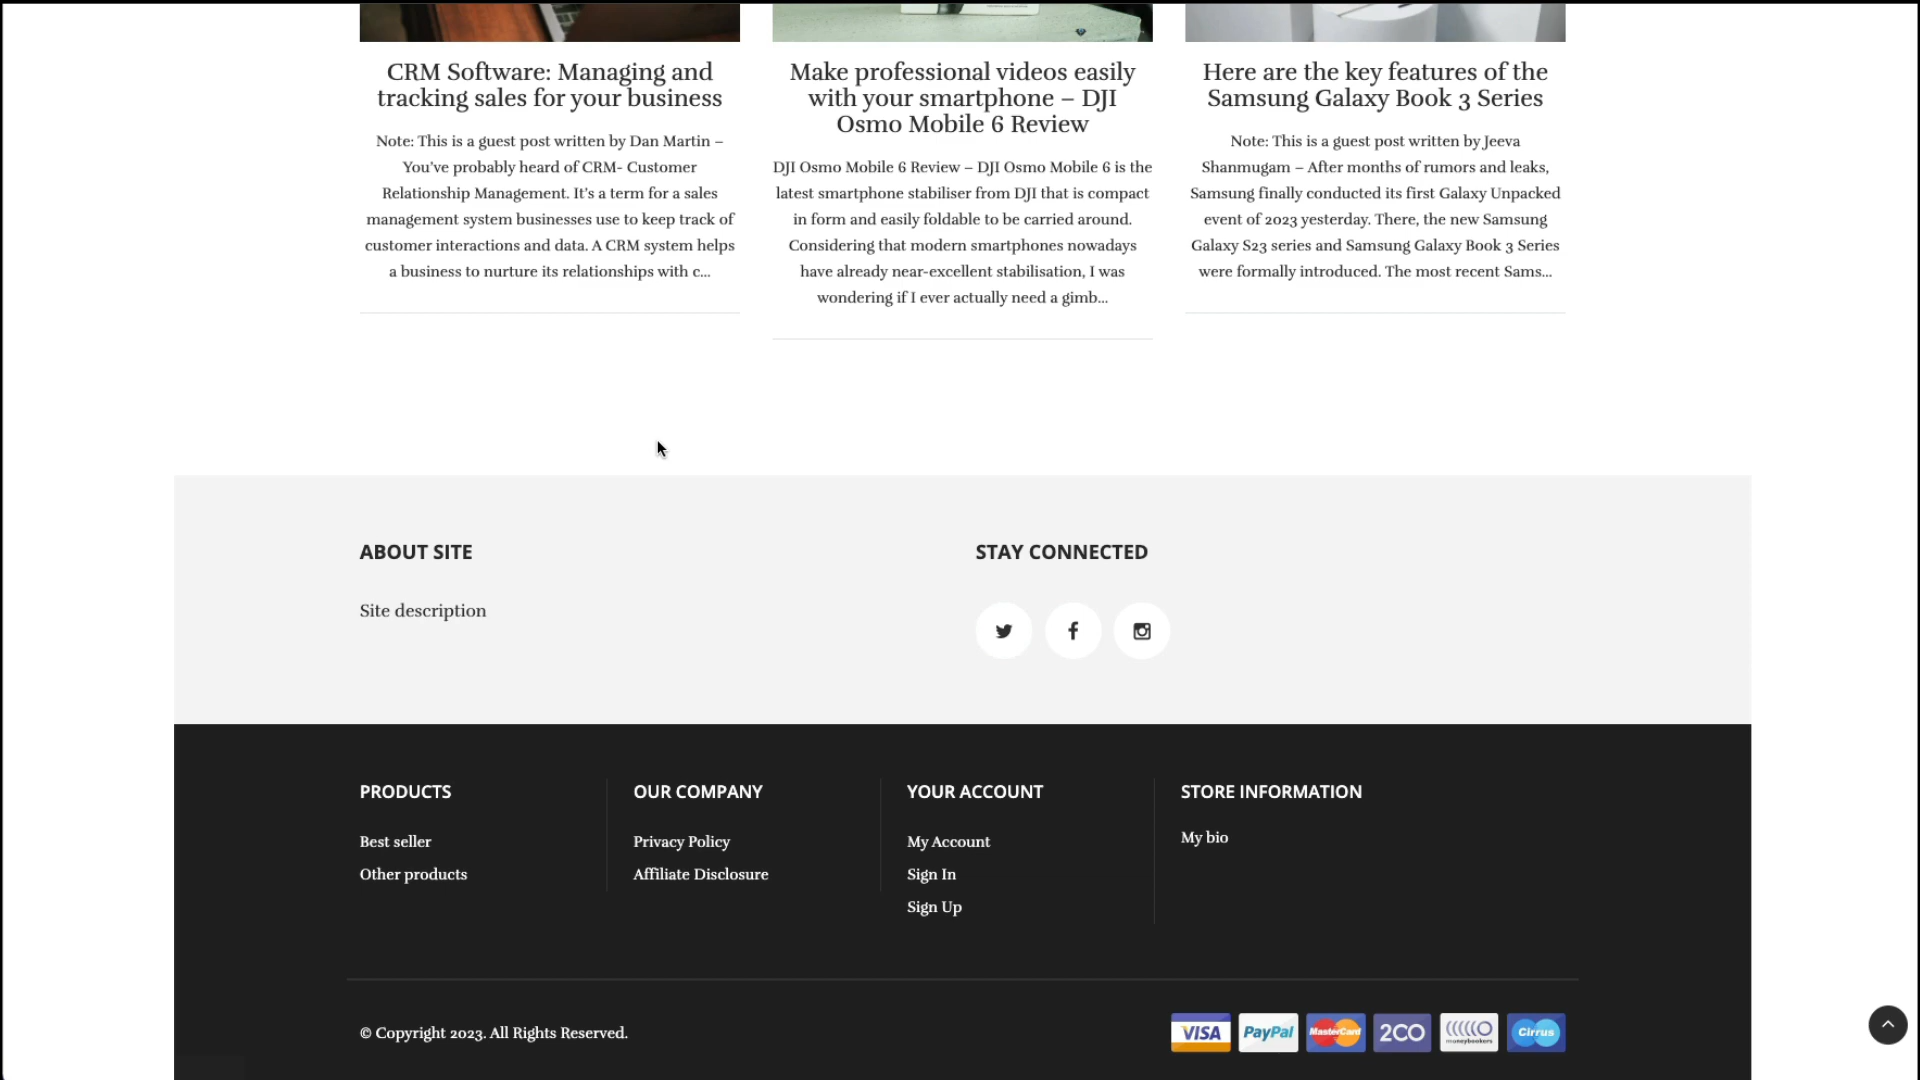 CRM Software: Managing and
tracking sales for your business
Note: This is a guest post written by Dan Martin –
You've probably heard of CRM- Customer
Relationship Management. It's a term for a sales
management system businesses use to keep track of
customer interactions and data. A CRM system helps
a business to nurture its relationships with c...
Make professional videos easily
with your smartphone – DJI
Osmo Mobile 6 Review
DJI Osmo Mobile 6 Review – DJI Osmo Mobile 6 is the
latest smartphone stabiliser from DJI that is compact
in form and easily foldable to be carried around.
Considering that modern smartphones nowadays
have already near-excellent stabilisation, I was
wondering if I ever actually need a gimb...
Here are the key features of the
Samsung Galaxy Book 3 Series
Note: This is a guest post written by Jeeva
Shanmugam – After months of rumors and leaks,
Samsung finally conducted its first Galaxy Unpacked
event of 2023 yesterday. There, the new Samsung
Galaxy S23 series and Samsung Galaxy Book 3 Series
were formally introduced. The most recent Sams...
ABOUT SITE
Site description
STAY CONNECTED
PRODUCTS
Best seller
Other products
OUR COMPANY
Privacy Policy
Affiliate Disclosure
YOUR ACCOUNT
My Account
Sign In
Sign Up
STORE INFORMATION
My bio
© Copyright 2023. All Rights Reserved.
VISA
PayPal
MasterCard
2CO
moneybookers
Cirrus